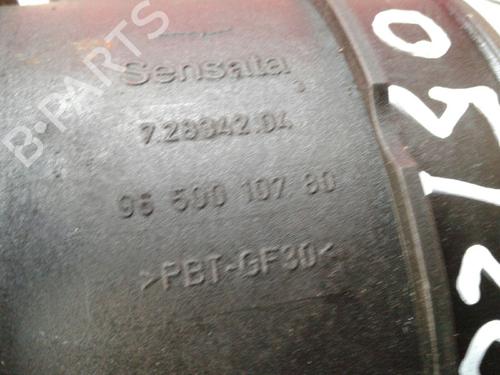 Sensata
7.28342.04
96 500 107 80
>PBT-GF30<
B-PARTS